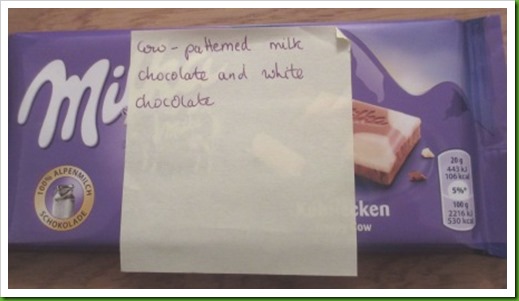 Cow-patterned milk
chocolate and white
chocolate
Mi
100% ALPENMILCH
SCHOKOLADE
20 g
443 kJ
106 kcal
5%*
100 g
2216 kJ
530 kcal
cken
ow